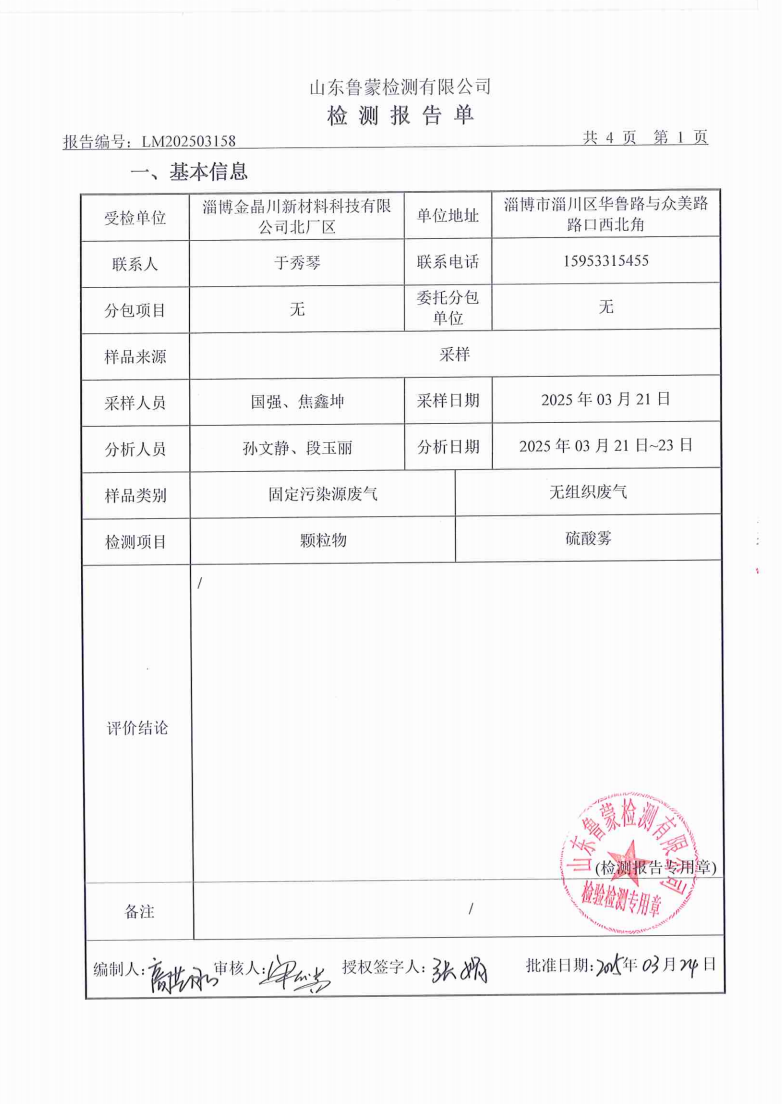 山东鲁蒙检测有限公司
检测报告单
报告编号：LM202503158
共 4 页 第 1 页
一、基本信息
受检单位
淄博金晶川新材料科技有限
公司北厂区
单位地址
淄博市淄川区华鲁路与众美路
路口西北角
联系人
于秀琴
联系电话
15953315455
分包项目
无
委托分包
单位
无
样品来源
采样
采样人员
国强、焦鑫坤
采样日期
2025 年 03 月 21 日
分析人员
孙文静、段玉丽
分析日期
2025 年 03 月 21 日~23 日
样品类别
固定污染源废气
无组织废气
检测项目
颗粒物
硫酸雾
评价结论
/
山东鲁蒙检测有限公司
(检测报告专用章)
检验检测专用章
备注
/
编制人:
审核人:
授权签字人:
批准日期:2025年 03 月 24 日